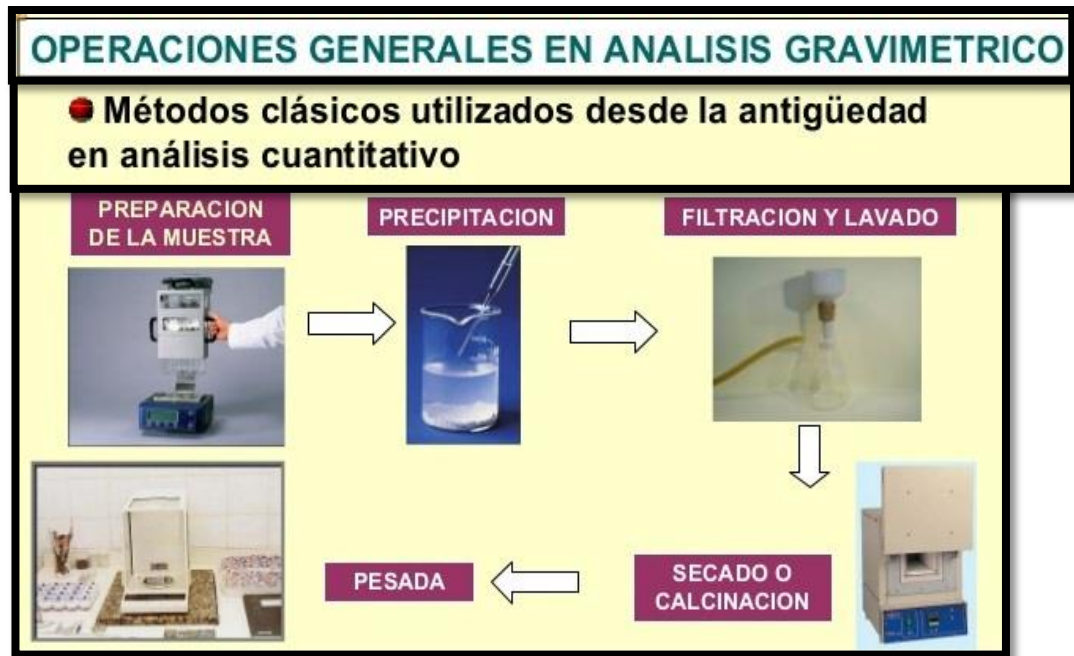 OPERACIONES GENERALES EN ANALISIS GRAVIMETRICO
Métodos clásicos utilizados desde la antigüedad
en análisis cuantitativo
PREPARACION
DE LA MUESTRA
PRECIPITACION
FILTRACION Y LAVADO
PESADA
SECADO O
CALCINACION